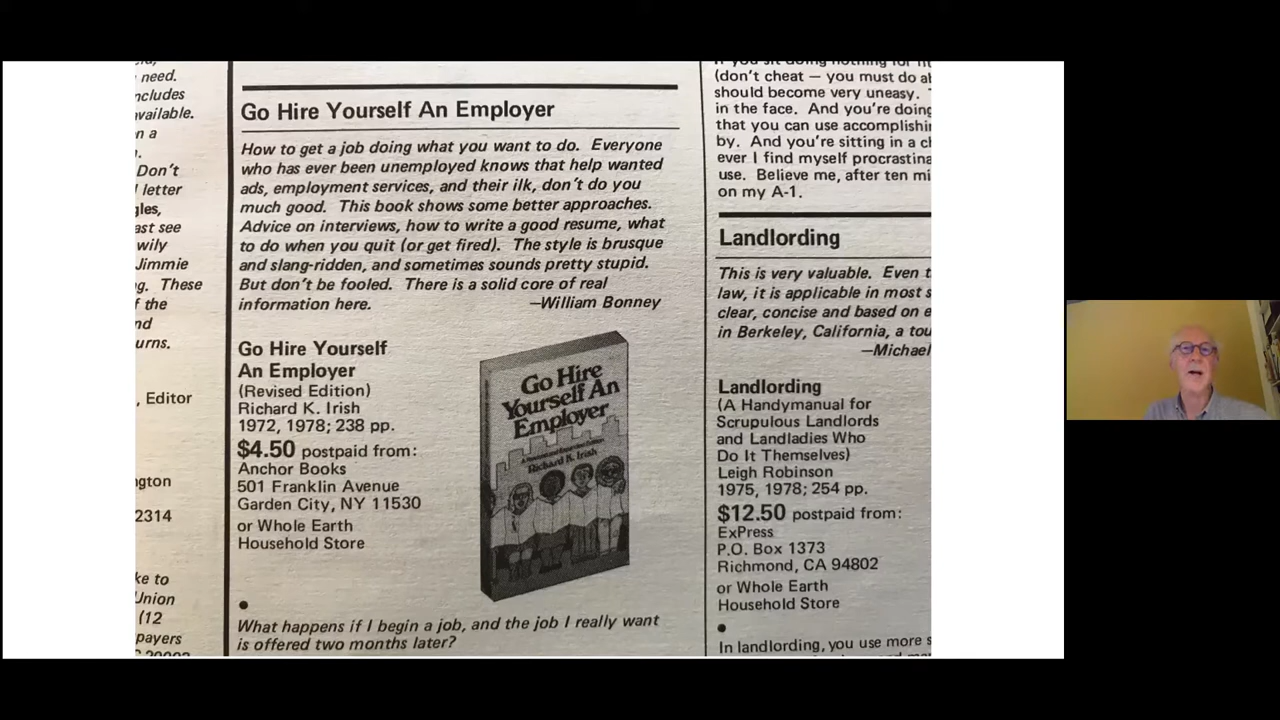 need.
ncludes
vailable.
n a
Don't
letter
gles,
ast see
wily
Jimmie
g. These
f the
nd
urns.
, Editor
ngton
2314
ke to
Union
(12
payers
Go Hire Yourself An Employer
How to get a job doing what you want to do. Everyone
who has ever been unemployed knows that help wanted
ads, employment services, and their ilk, don't do you
much good. This book shows some better approaches.
Advice on interviews, how to write a good resume, what
to do when you quit (or get fired). The style is brusque
and slang-ridden, and sometimes sounds pretty stupid.
But don't be fooled. There is a solid core of real
information here. —William Bonney
Go Hire Yourself
An Employer
(Revised Edition)
Richard K. Irish
1972, 1978; 238 pp.
$4.50 postpaid from:
Anchor Books
501 Franklin Avenue
Garden City, NY 11530
or Whole Earth
Household Store
Go Hire
Yourself An
Employer
Richard K. Irish
● What happens if I begin a job, and the job I really want
is offered two months later?
(don't cheat — you must do a
should become very uneasy.
in the face. And you're doing
that you can use accomplishi
by. And you're sitting in a c
ever I find myself procrastina
use. Believe me, after ten mi
on my A-1.
Landlording
This is very valuable. Even t
law, it is applicable in most s
clear, concise and based on e
in Berkeley, California, a tou
—Michael
Landlording
(A Handymanual for
Scrupulous Landlords
and Landladies Who
Do It Themselves)
Leigh Robinson
1975, 1978; 254 pp.
$12.50 postpaid from:
ExPress
P.O. Box 1373
Richmond, CA 94802
or Whole Earth
Household Store
● In landlording, you use more s